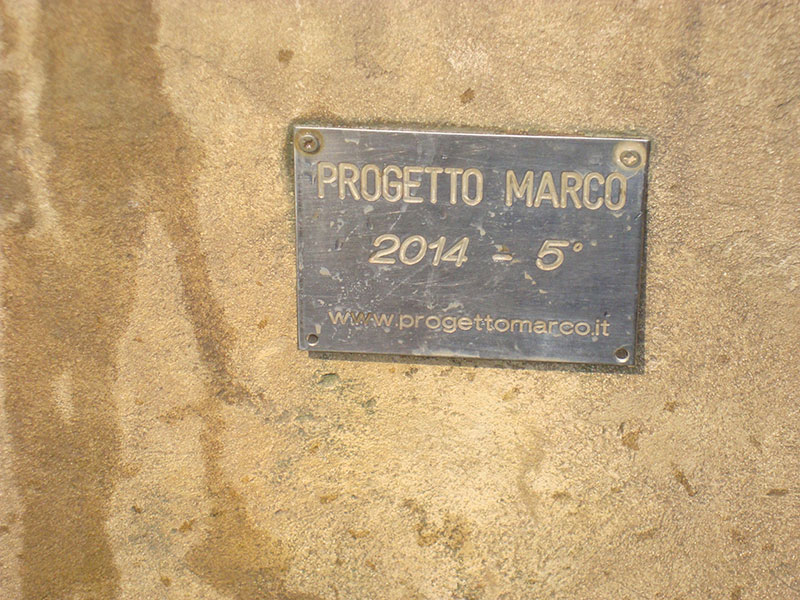 PROGETTO MARCO
2014 - 5°
www.progettomarco.it